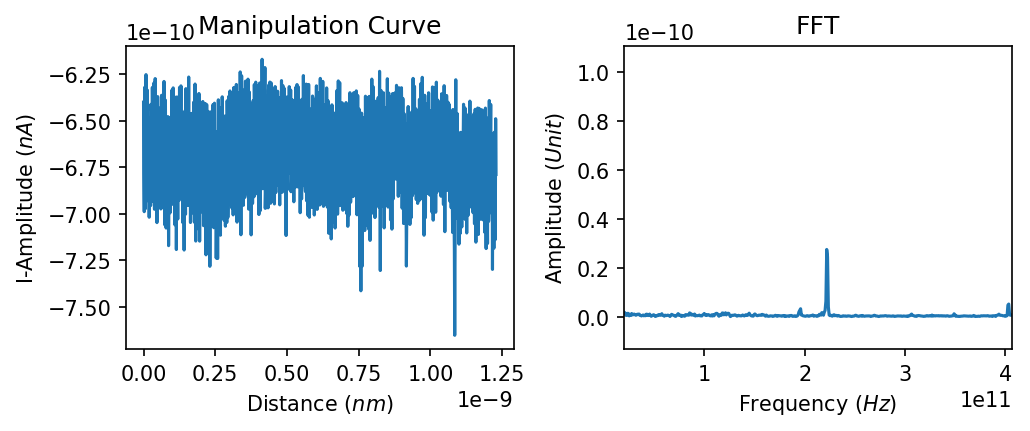 Manipulation Curve
1e−10
−6.25
−6.50
−6.75
−7.00
−7.25
−7.50
I-Amplitude (nA)
0.00 0.25 0.50 0.75 1.00 1.25
1e−9
Distance (nm)
FFT
1e−10
1.0
0.8
0.6
0.4
0.2
0.0
Amplitude (Unit)
1 2 3 4
1e11
Frequency (Hz)